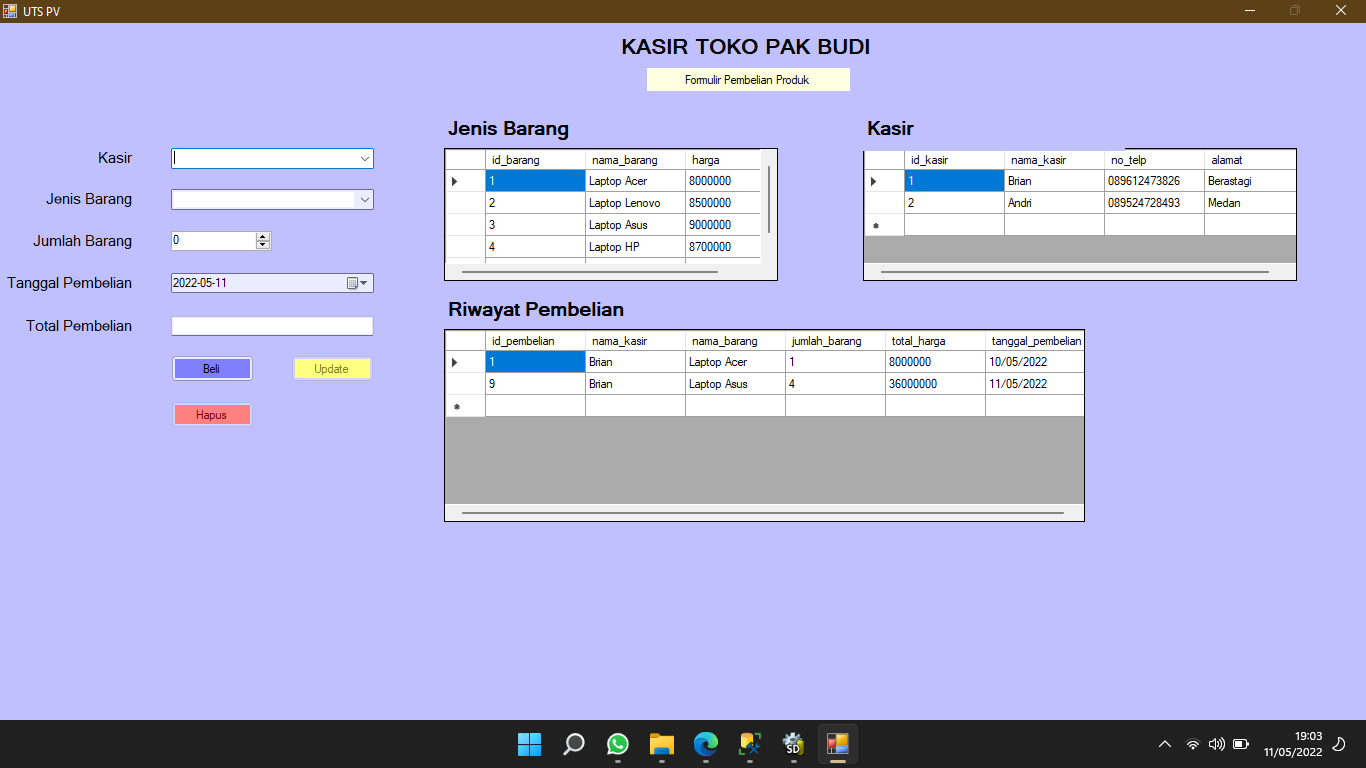 UTS PV
KASIR TOKO PAK BUDI
Formulir Pembelian Produk
Kasir
Jenis Barang
Jumlah Barang 0
Tanggal Pembelian 2022-05-11
Total Pembelian
Beli Update
Hapus
Jenis Barang
id_barang nama_barang harga
1 Laptop Acer 8000000
2 Laptop Lenovo 8500000
3 Laptop Asus 9000000
4 Laptop HP 8700000
Kasir
id_kasir nama_kasir no_telp alamat
1 Brian 089612473826 Berastagi
2 Andri 089524728493 Medan
Riwayat Pembelian
id_pembelian nama_kasir nama_barang jumlah_barang total_harga tanggal_pembelian
1 Brian Laptop Acer 1 8000000 10/05/2022
9 Brian Laptop Asus 4 36000000 11/05/2022
SD
19:03
11/05/2022